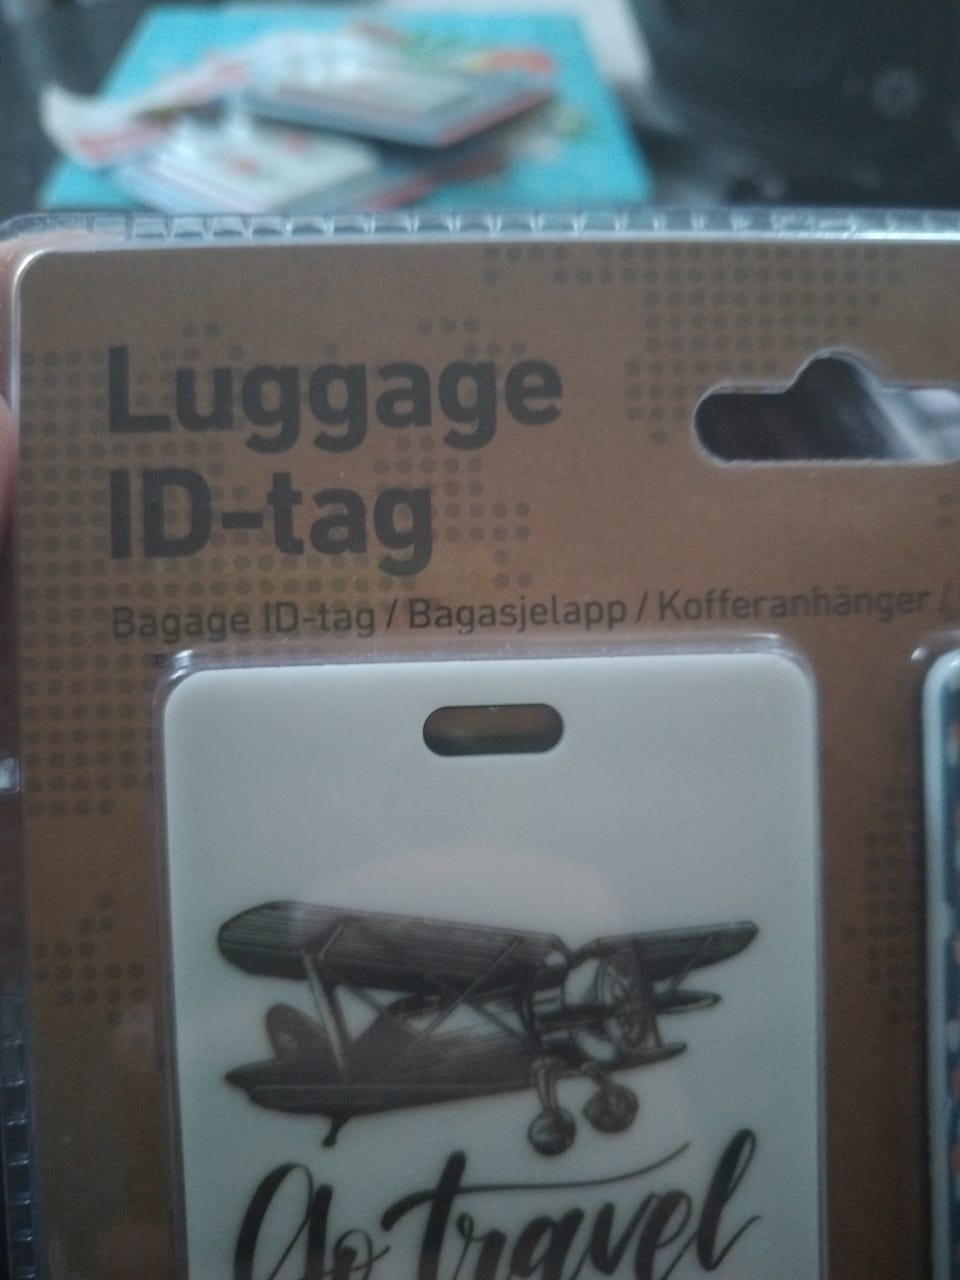 Luggage
ID-tag
Bagage ID-tag / Bagasjelapp / Kofferanhänger /
Go travel